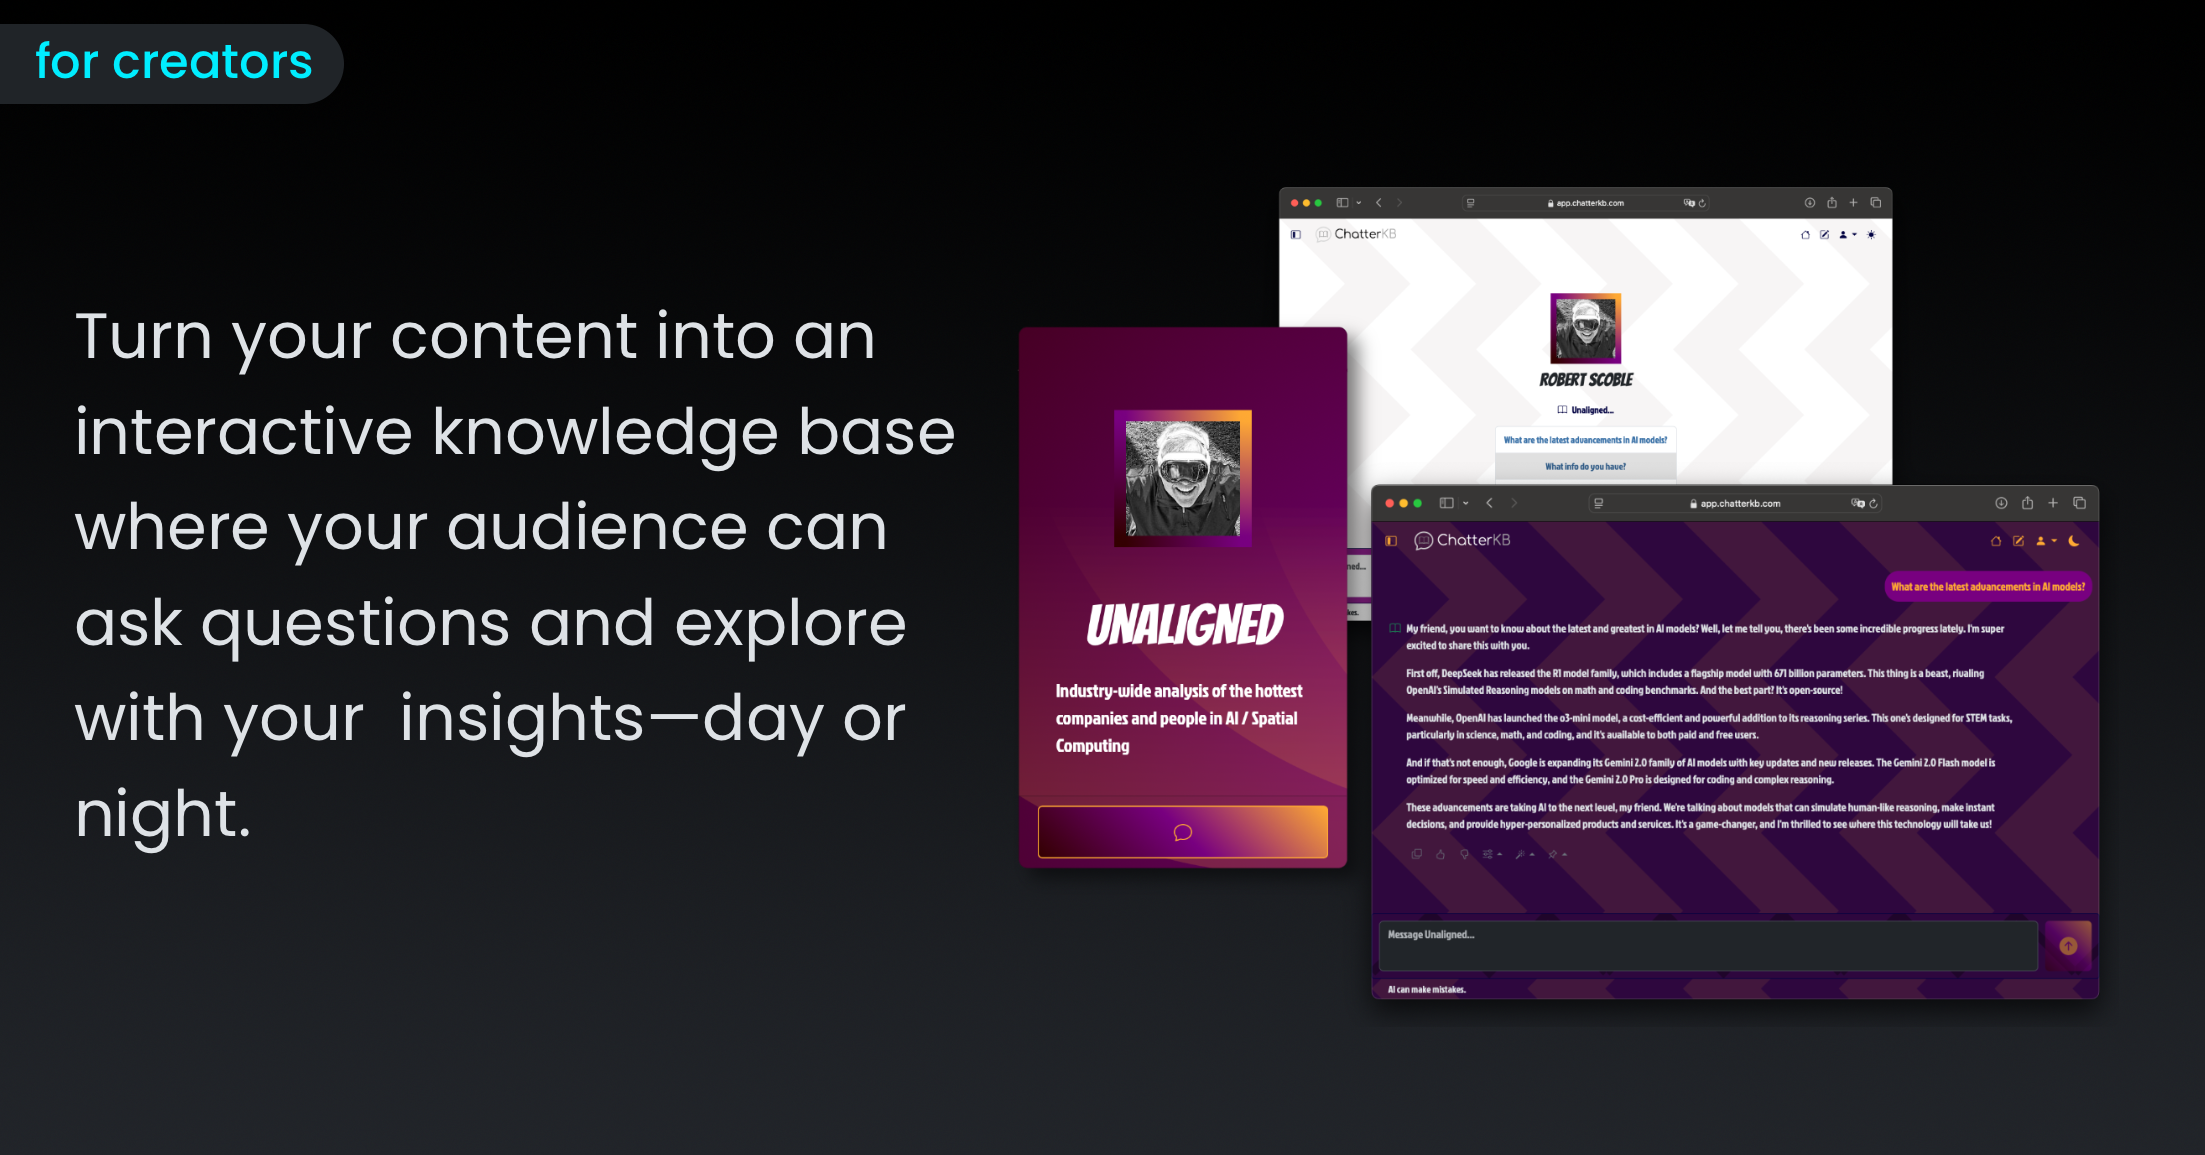 for creators
Turn your content into an
interactive knowledge base
where your audience can
ask questions and explore
with your  insights—day or
night.
app.chatterkb.com
ChatterKB
ROBERT SCOBLE
Unaligned...
What are the latest advancements in AI models?
What info do you have?
UNALIGNED
Industry-wide analysis of the hottest
companies and people in AI / Spatial
Computing
ned...
kes.
app.chatterkb.com
ChatterKB
What are the latest advancements in AI models?
My friend, you want to know about the latest and greatest in AI models? Well, let me tell you, there's been some incredible progress lately. I'm super
excited to share this with you.
First off, DeepSeek has released the R1 model family, which includes a flagship model with 671 billion parameters. This thing is a beast, rivaling
OpenAI's Simulated Reasoning models on math and coding benchmarks. And the best part? It's open-source!
Meanwhile, OpenAI has launched the o3-mini model, a cost-efficient and powerful addition to its reasoning series. This one's designed for STEM tasks,
particularly in science, math, and coding, and it's available to both paid and free users.
And if that's not enough, Google is expanding its Gemini 2.0 family of AI models with key updates and new releases. The Gemini 2.0 Flash model is
optimized for speed and efficiency, and the Gemini 2.0 Pro is designed for coding and complex reasoning.
These advancements are taking AI to the next level, my friend. We're talking about models that can simulate human-like reasoning, make instant
decisions, and provide hyper-personalized products and services. It's a game-changer, and I'm thrilled to see where this technology will take us!
Message Unaligned...
AI can make mistakes.